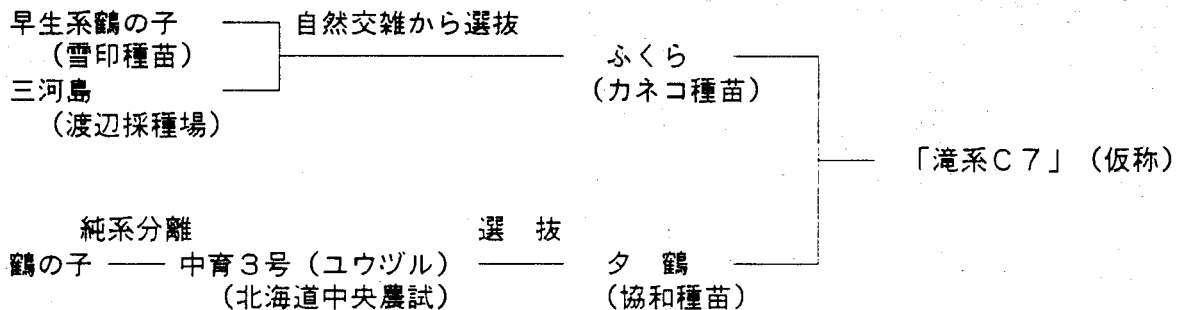 早生系鶴の子 自然交雑から選抜
(雪印種苗) ふくら
三河島 (カネコ種苗)
(渡辺採種場)
「滝系C7」(仮称)
純系分離 選 抜
鶴の子 中育3号(ユウヅル) 夕 鶴
(北海道中央農試) (協和種苗)